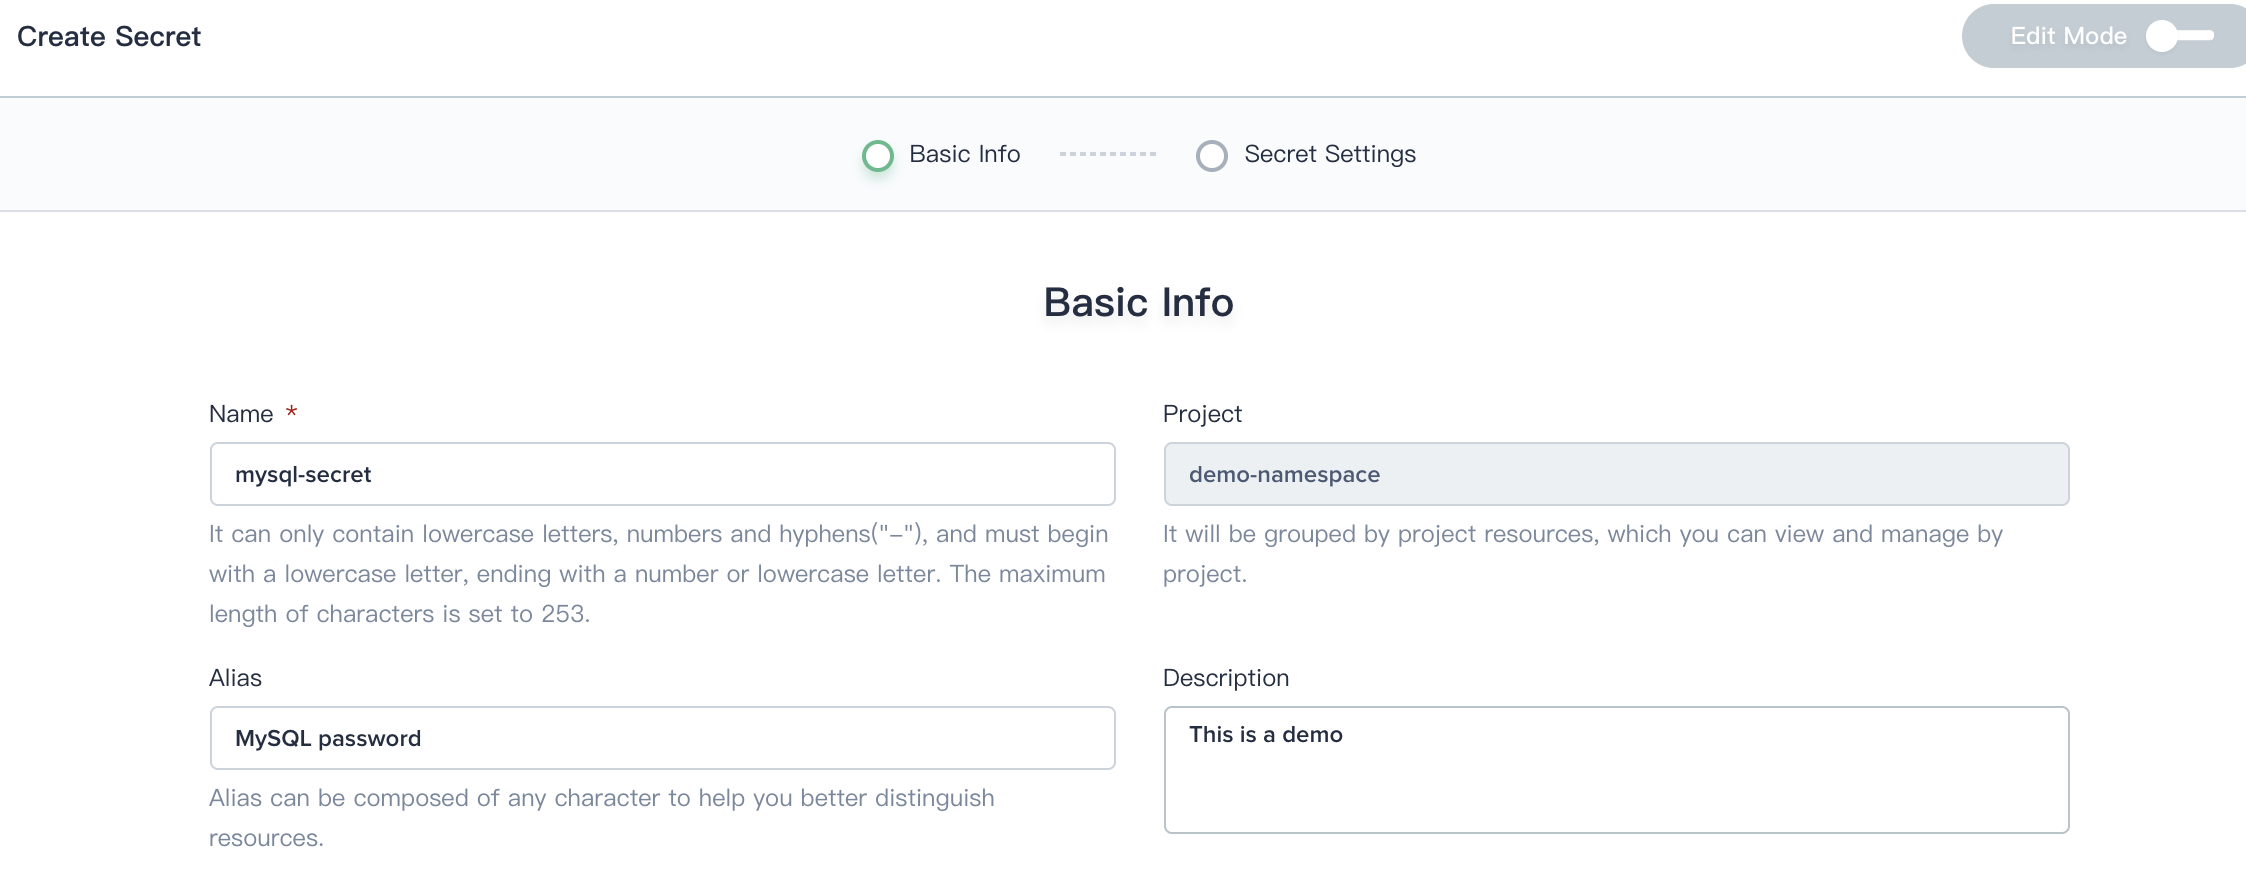 Create Secret
Edit Mode
Basic Info
Secret Settings
Basic Info
Name *
mysql-secret
It can only contain lowercase letters, numbers and hyphens("-"), and must begin
with a lowercase letter, ending with a number or lowercase letter. The maximum
length of characters is set to 253.
Project
demo-namespace
It will be grouped by project resources, which you can view and manage by
project.
Alias
MySQL password
Alias can be composed of any character to help you better distinguish
resources.
Description
This is a demo